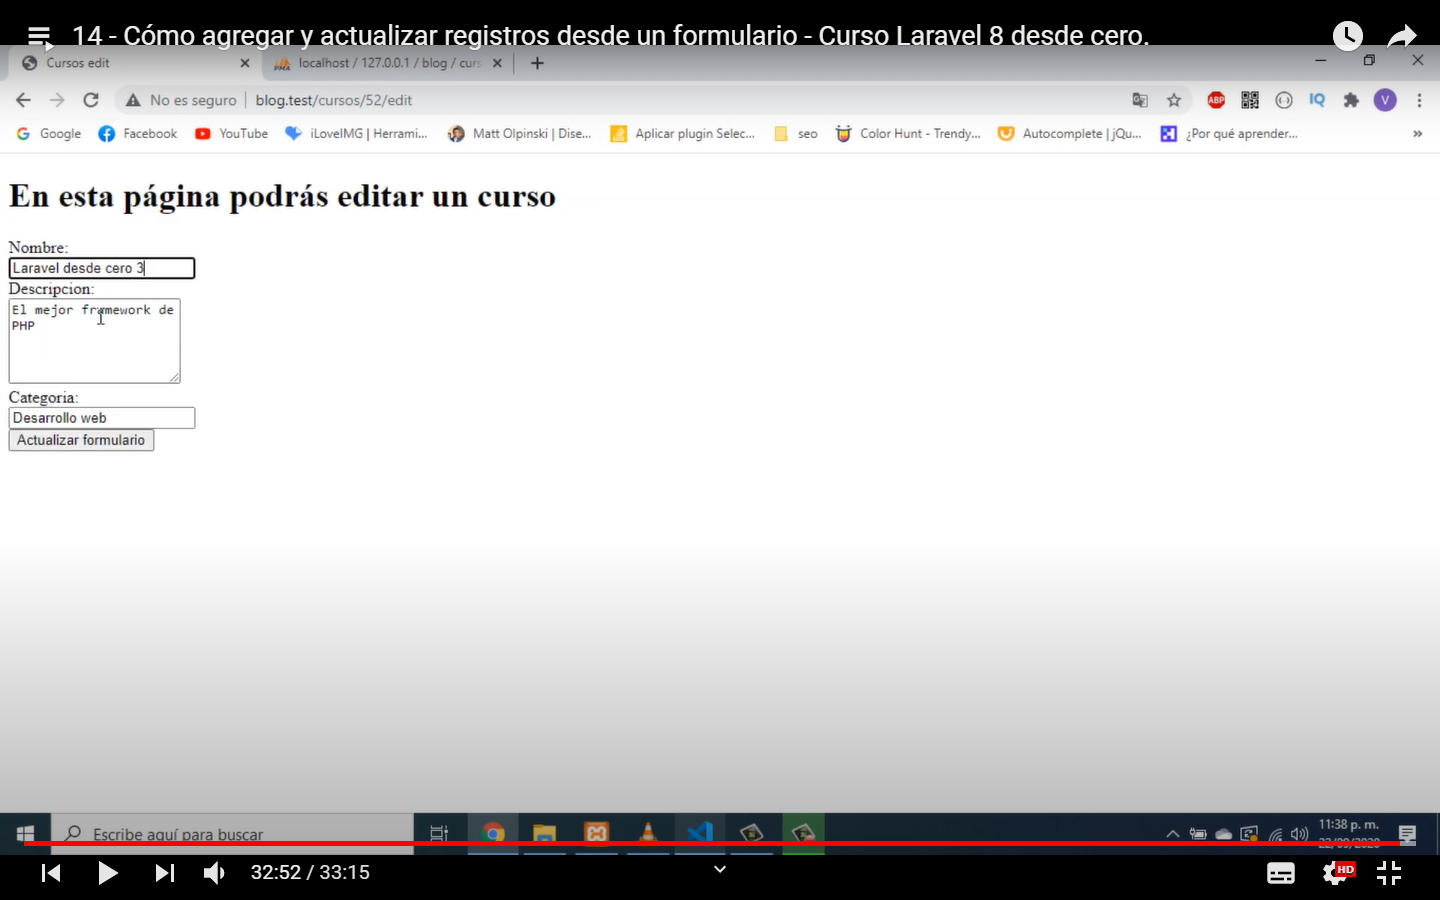 14 - Cómo agregar y actualizar registros desde un formulario - Curso Laravel 8 desde cero.
Cursos edit
localhost / 127.0.0.1 / blog / curs
No es seguro
blog.test/cursos/52/edit
ABP
IQ
V
Google
Facebook
YouTube
iLoveIMG | Herrami...
Matt Olpinski | Dise...
Aplicar plugin Selec...
seo
Color Hunt - Trendy...
Autocomplete | jQu...
¿Por qué aprender...
»
En esta página podrás editar un curso
Nombre:
Laravel desde cero 3
Descripcion:
El mejor framework de
PHP
Categoria:
Desarrollo web
Actualizar formulario
Escribe aquí para buscar
11:38 p. m.
32:52 / 33:15
HD